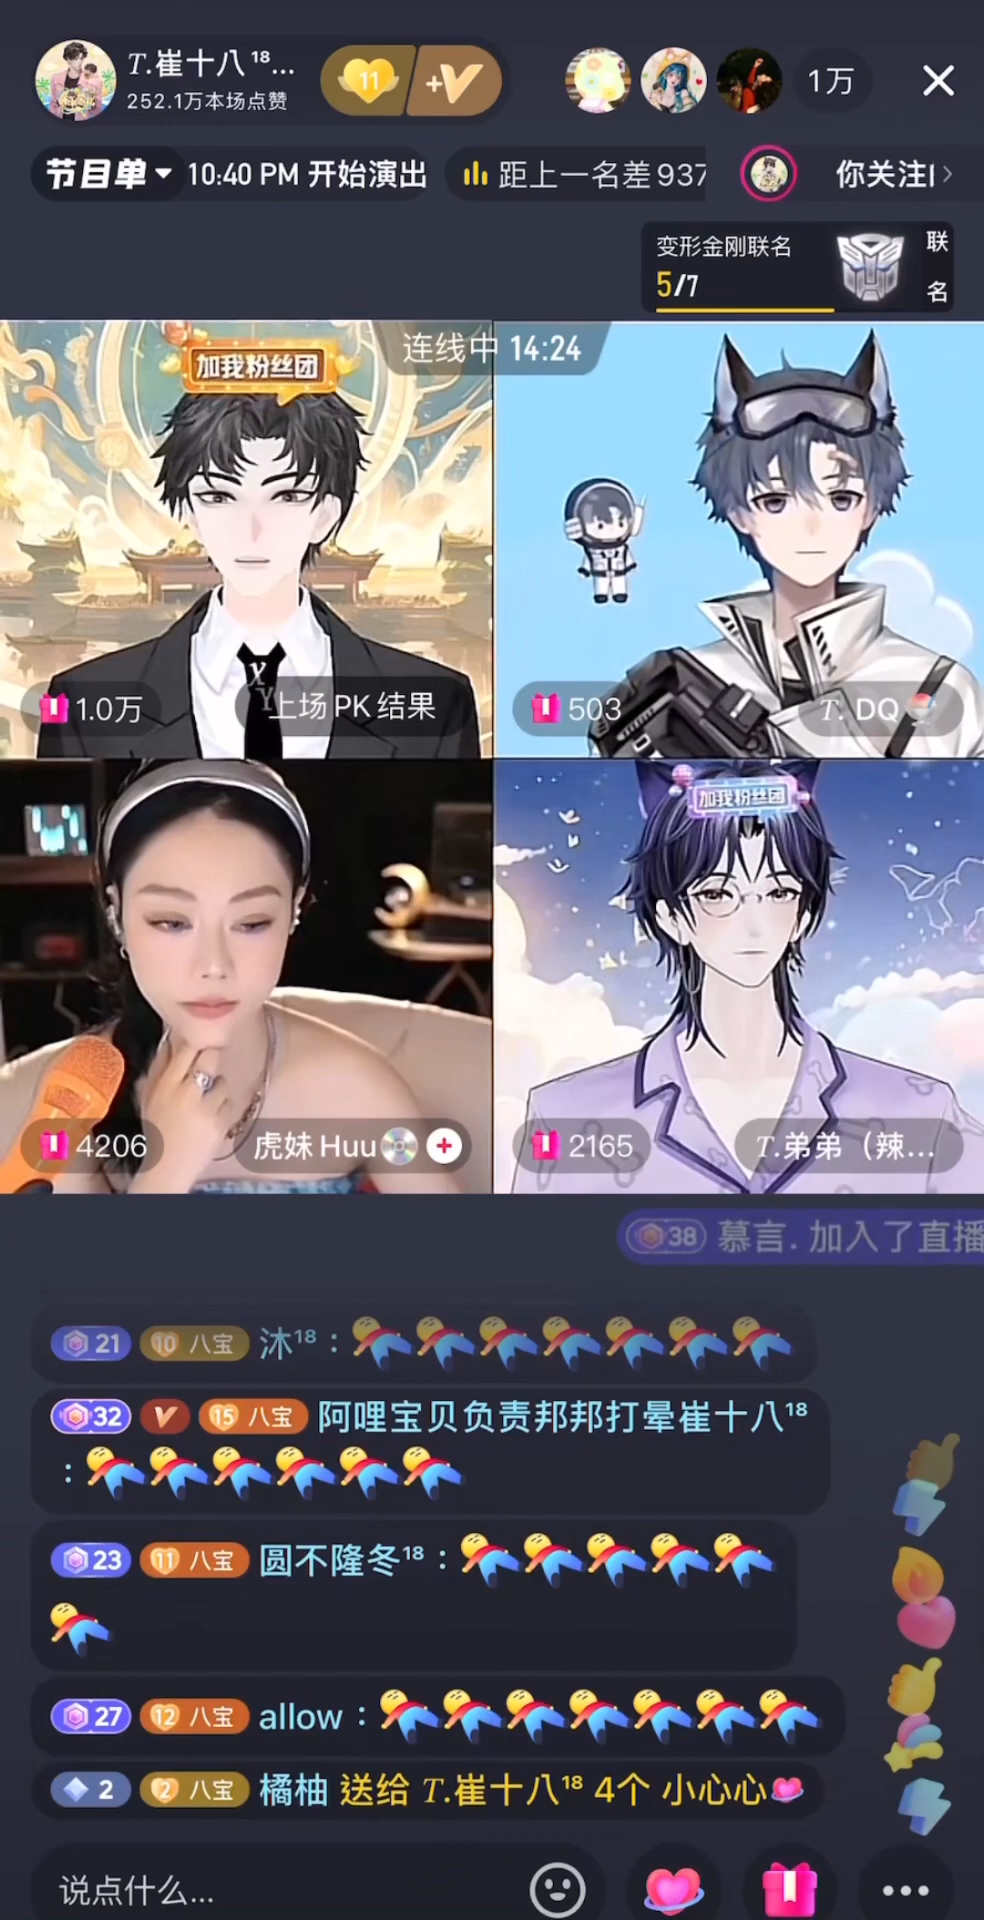 T.崔十八¹⁸...
252.1万本场点赞
11
+
1万
节目单
10:40 PM 开始演出
距上一名差937
你关注
变形金刚联名
5/7
联名
加我粉丝团
连线中 14:24
X
Y
1.0万
上场 PK 结果
503
T. DQ
加我粉丝团
4206
虎妹 Huu
2165
T.弟弟（辣...
38 慕言. 加入了直播
21 10 八宝 沐¹⁸：
32 15 八宝 阿哩宝贝负责邦邦打晕崔十八¹⁸
：
23 11 八宝 圆不隆冬¹⁸：
27 12 八宝 allow：
2 2 八宝 橘柚 送给 T.崔十八¹⁸ 4个 小心心
说点什么...